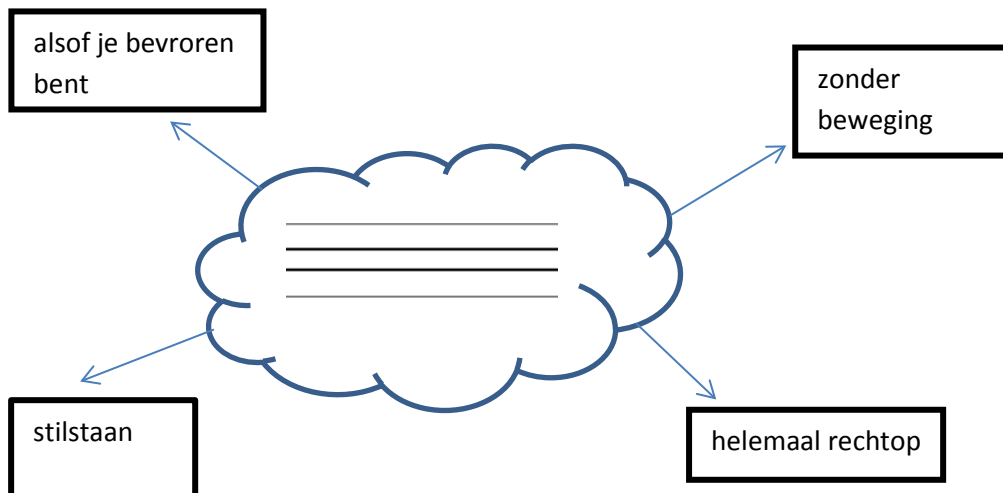 alsof je bevroren
bent
zonder
beweging
stilstaan
helemaal rechtop